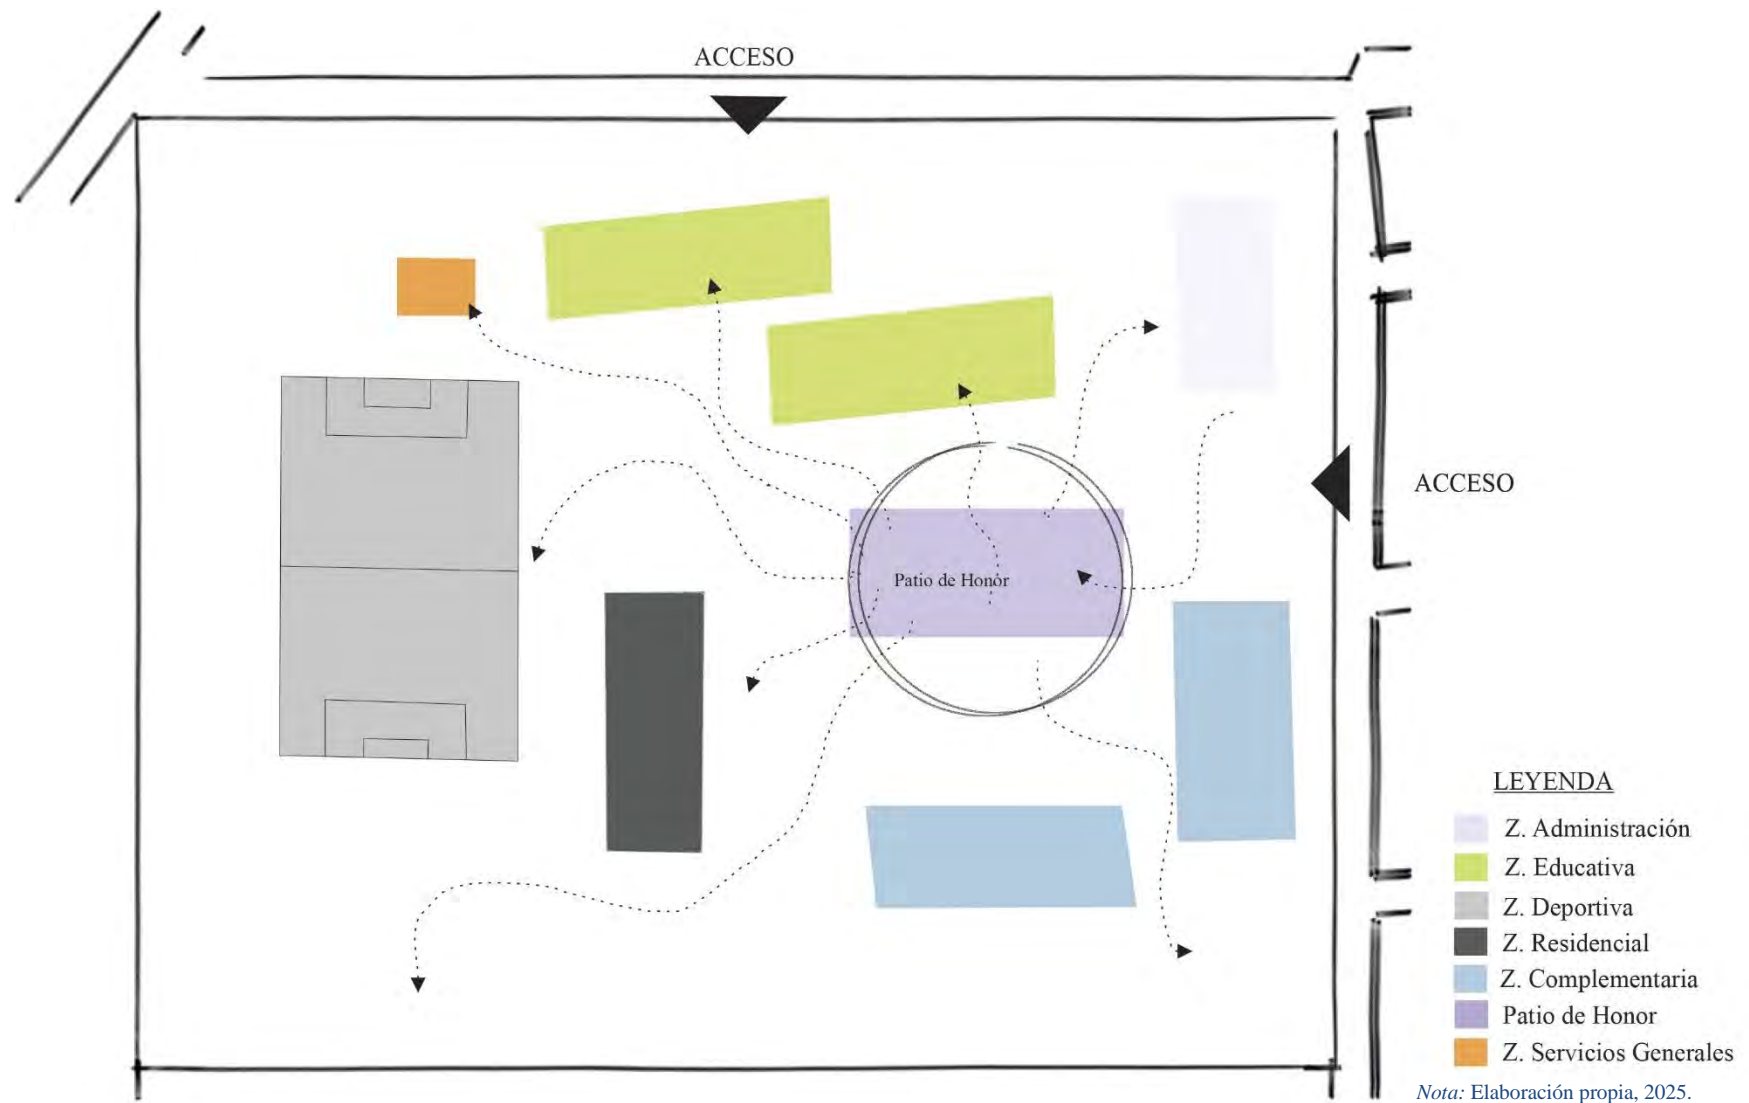 ACCESO
ACCESO
Patio de Honor
LEYENDA
Z. Administración
Z. Educativa
Z. Deportiva
Z. Residencial
Z. Complementaria
Patio de Honor
Z. Servicios Generales
Nota: Elaboración propia, 2025.